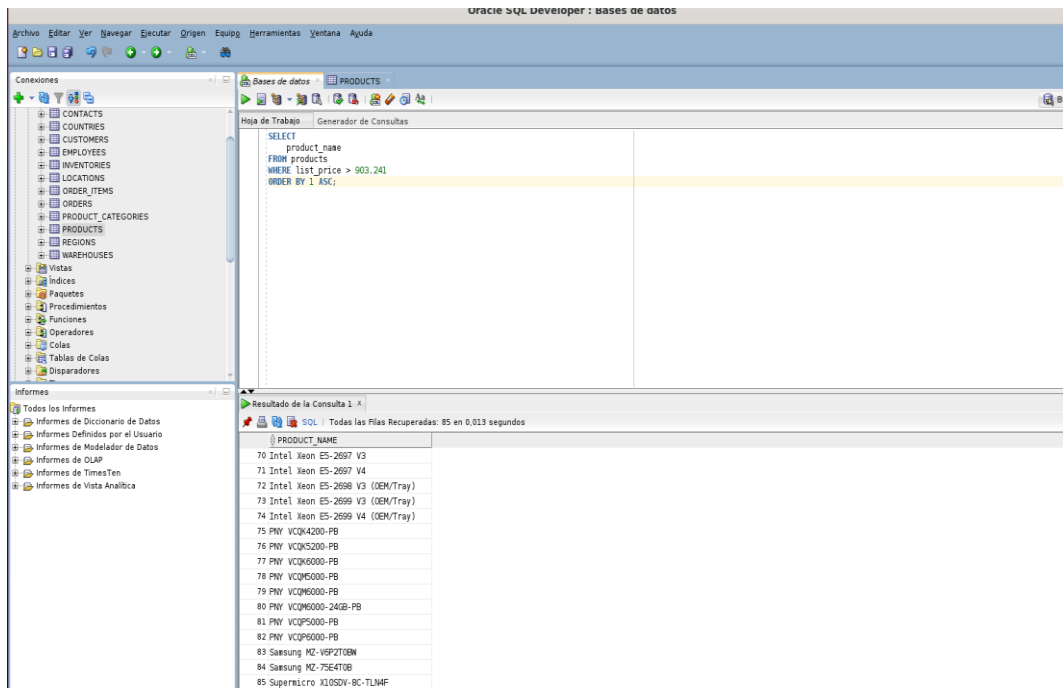 Oracle SQL Developer : Bases de datos
Archivo Editar Ver Navegar Ejecutar Origen Equipo Herramientas Ventana Ayuda
Conexiones
CONTACTS
COUNTRIES
CUSTOMERS
EMPLOYEES
INVENTORIES
LOCATIONS
ORDER_ITEMS
ORDERS
PRODUCT_CATEGORIES
PRODUCTS
REGIONS
WAREHOUSES
Vistas
Índices
Paquetes
Procedimientos
Funciones
Operadores
Colas
Tablas de Colas
Disparadores
Informes
Todos los Informes
Informes de Diccionario de Datos
Informes Definidos por el Usuario
Informes de Modelador de Datos
Informes de OLAP
Informes de TimesTen
Informes de Vista Analítica
Bases de datos PRODUCTS
Hoja de Trabajo Generador de Consultas
SELECT
product_name
FROM products
WHERE list_price > 903.241
ORDER BY 1 ASC;
Resultado de la Consulta 1
SQL | Todas las Filas Recuperadas: 85 en 0,013 segundos
PRODUCT_NAME
70 Intel Xeon E5-2697 V3
71 Intel Xeon E5-2697 V4
72 Intel Xeon E5-2698 V3 (OEM/Tray)
73 Intel Xeon E5-2699 V3 (OEM/Tray)
74 Intel Xeon E5-2699 V4 (OEM/Tray)
75 PNY VCQK4200-PB
76 PNY VCQK5200-PB
77 PNY VCQK6000-PB
78 PNY VCQM5000-PB
79 PNY VCQM6000-PB
80 PNY VCQM6000-24GB-PB
81 PNY VCQP5000-PB
82 PNY VCQP6000-PB
83 Samsung MZ-V6P2T0BW
84 Samsung MZ-75E4T0B
85 Supermicro X10SDV-8C-TLN4F